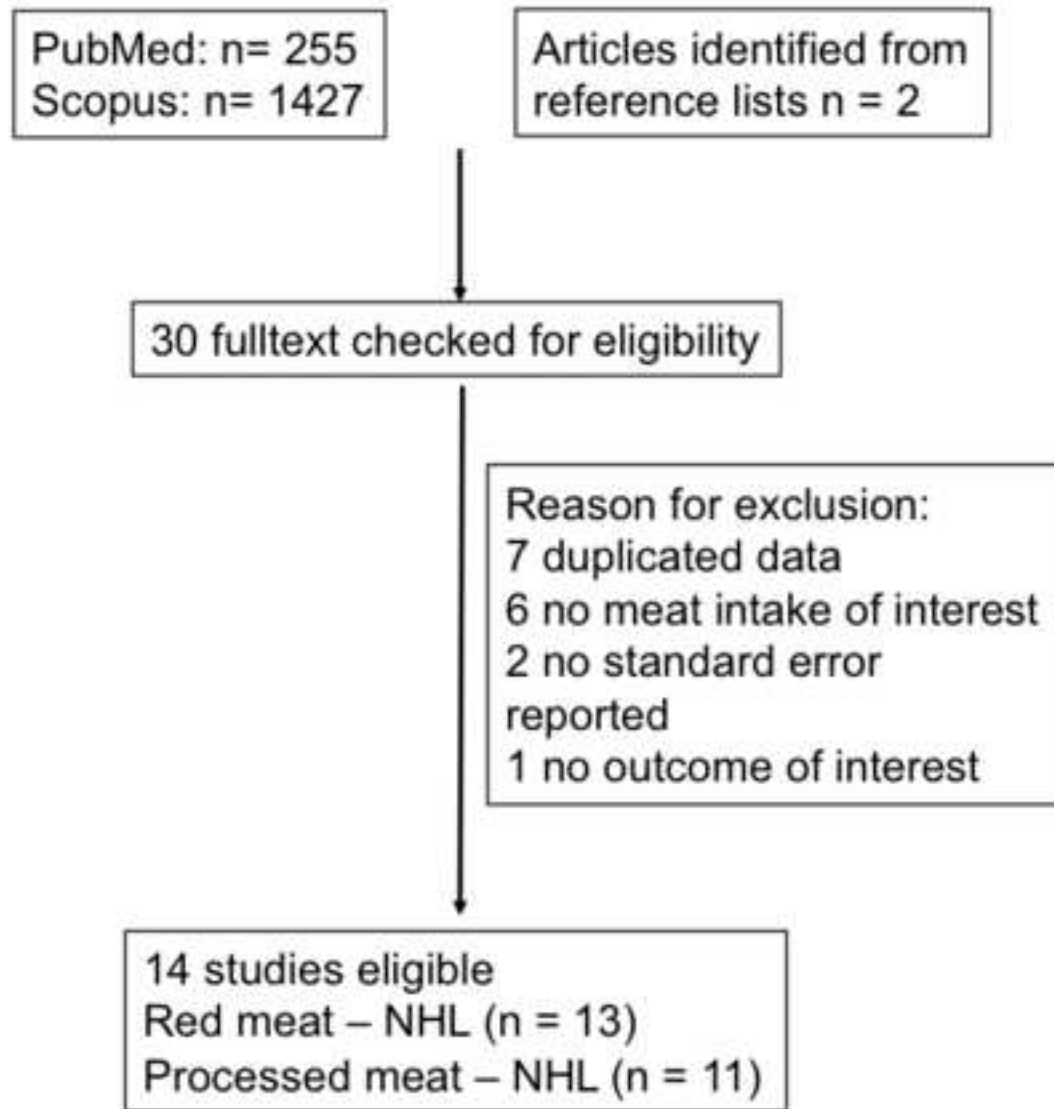 PubMed: n= 255
Scopus: n= 1427
Articles identified from
reference lists n = 2
30 fulltext checked for eligibility
Reason for exclusion:
7 duplicated data
6 no meat intake of interest
2 no standard error
reported
1 no outcome of interest
14 studies eligible
Red meat – NHL (n = 13)
Processed meat – NHL (n = 11)